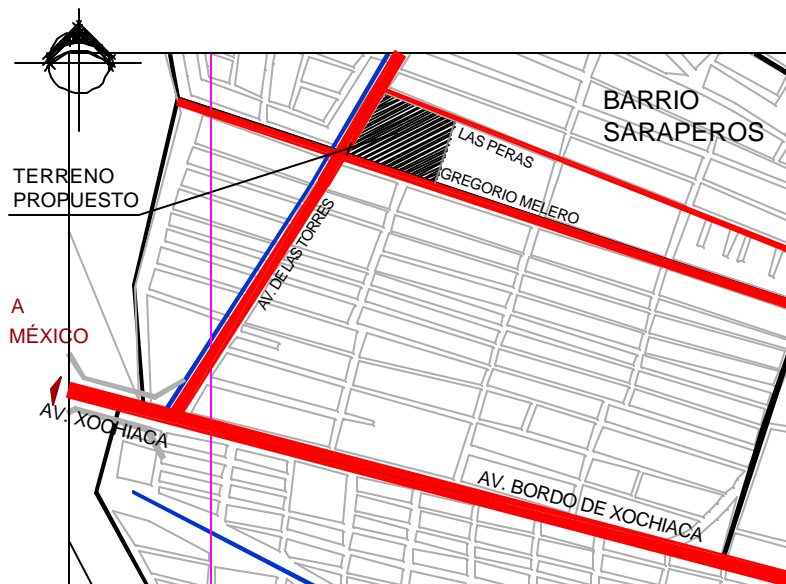 BARRIO
SARAPEROS
LAS PERAS
TERRENO
PROPUESTO
GREGORIO MELERO
AV. DE LAS TORRES
A
MÉXICO
AV. XOCHIACA
AV. BORDO DE XOCHIACA